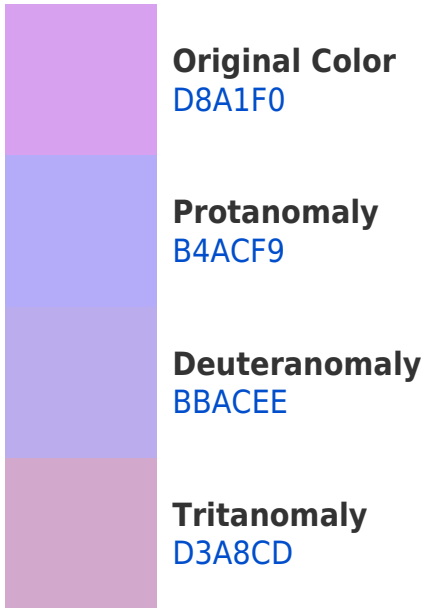 Original Color
D8A1F0
Protanomaly
B4ACF9
Deuteranomaly
BBACEE
Tritanomaly
D3A8CD